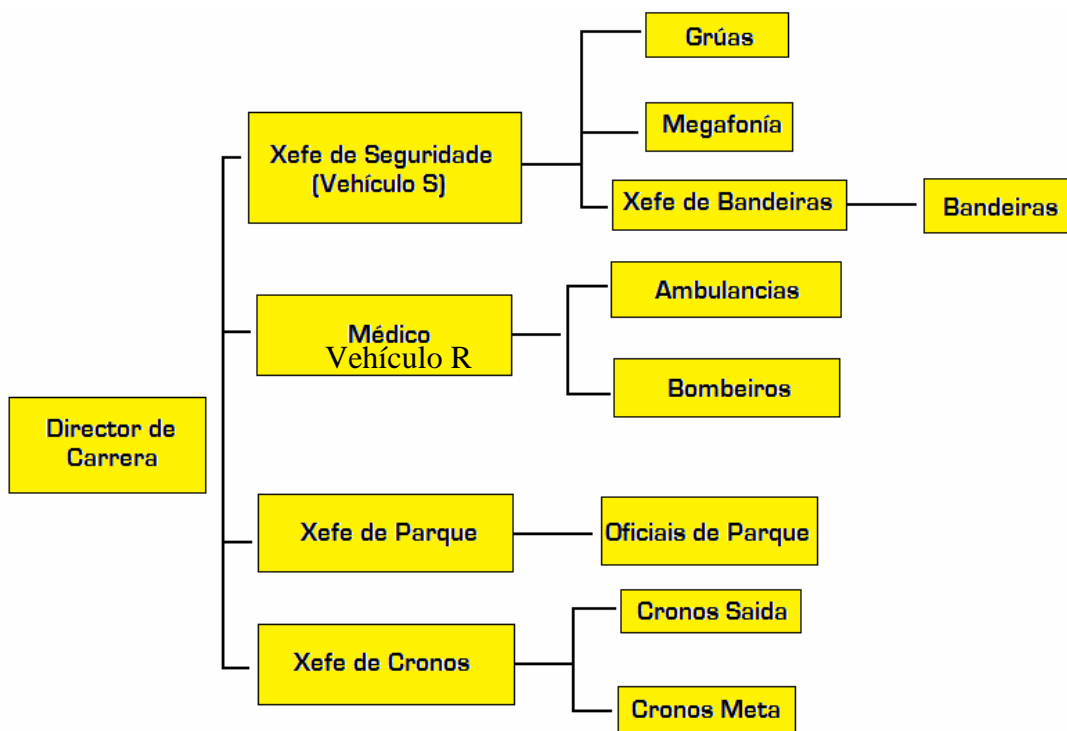 Grúas
Megafonía
Xefe de Seguridade
(Vehículo S)
Xefe de Bandeiras
Bandeiras
Ambulancias
Médico
Vehículo R
Bombeiros
Director de
Carrera
Xefe de Parque
Oficiais de Parque
Cronos Saida
Xefe de Cronos
Cronos Meta